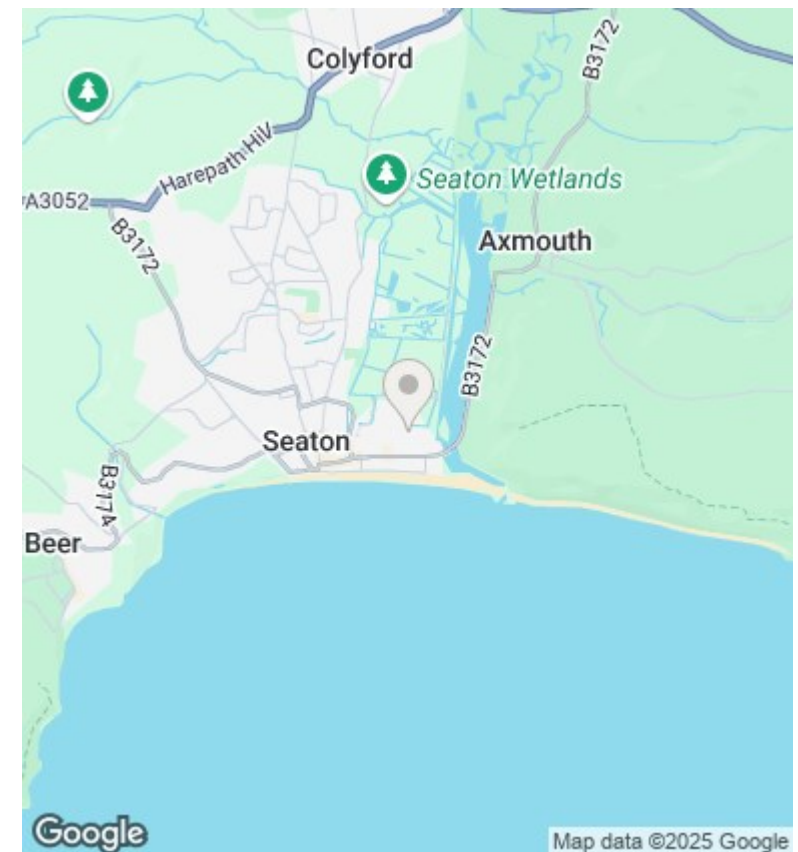 Colyford
B3172
Harepath Hill
A3052
Seaton Wetlands
B3172
Axmouth
B3172
Seaton
B3174
Beer
Google
Map data ©2025 Google